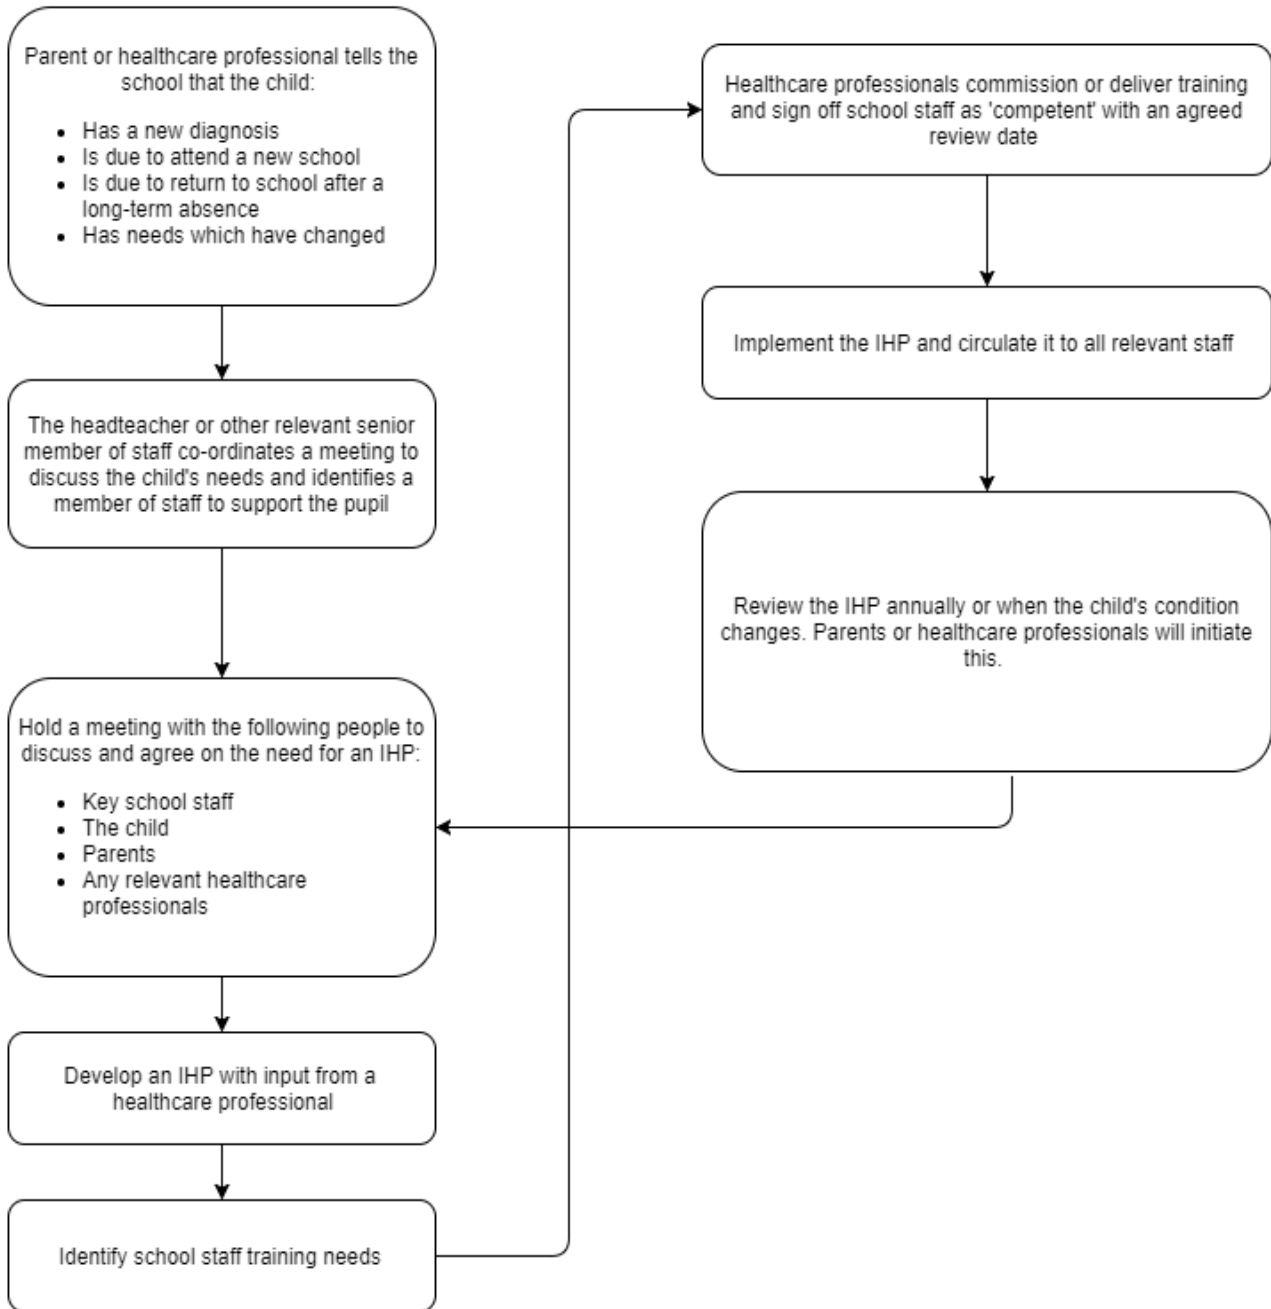 Parent or healthcare professional tells the
school that the child:
• Has a new diagnosis
• Is due to attend a new school
• Is due to return to school after a
long-term absence
• Has needs which have changed
The headteacher or other relevant senior
member of staff co-ordinates a meeting to
discuss the child's needs and identifies a
member of staff to support the pupil
Hold a meeting with the following people to
discuss and agree on the need for an IHP:
• Key school staff
• The child
• Parents
• Any relevant healthcare
professionals
Develop an IHP with input from a
healthcare professional
Identify school staff training needs
Healthcare professionals commission or deliver training
and sign off school staff as 'competent' with an agreed
review date
Implement the IHP and circulate it to all relevant staff
Review the IHP annually or when the child's condition
changes. Parents or healthcare professionals will initiate
this.